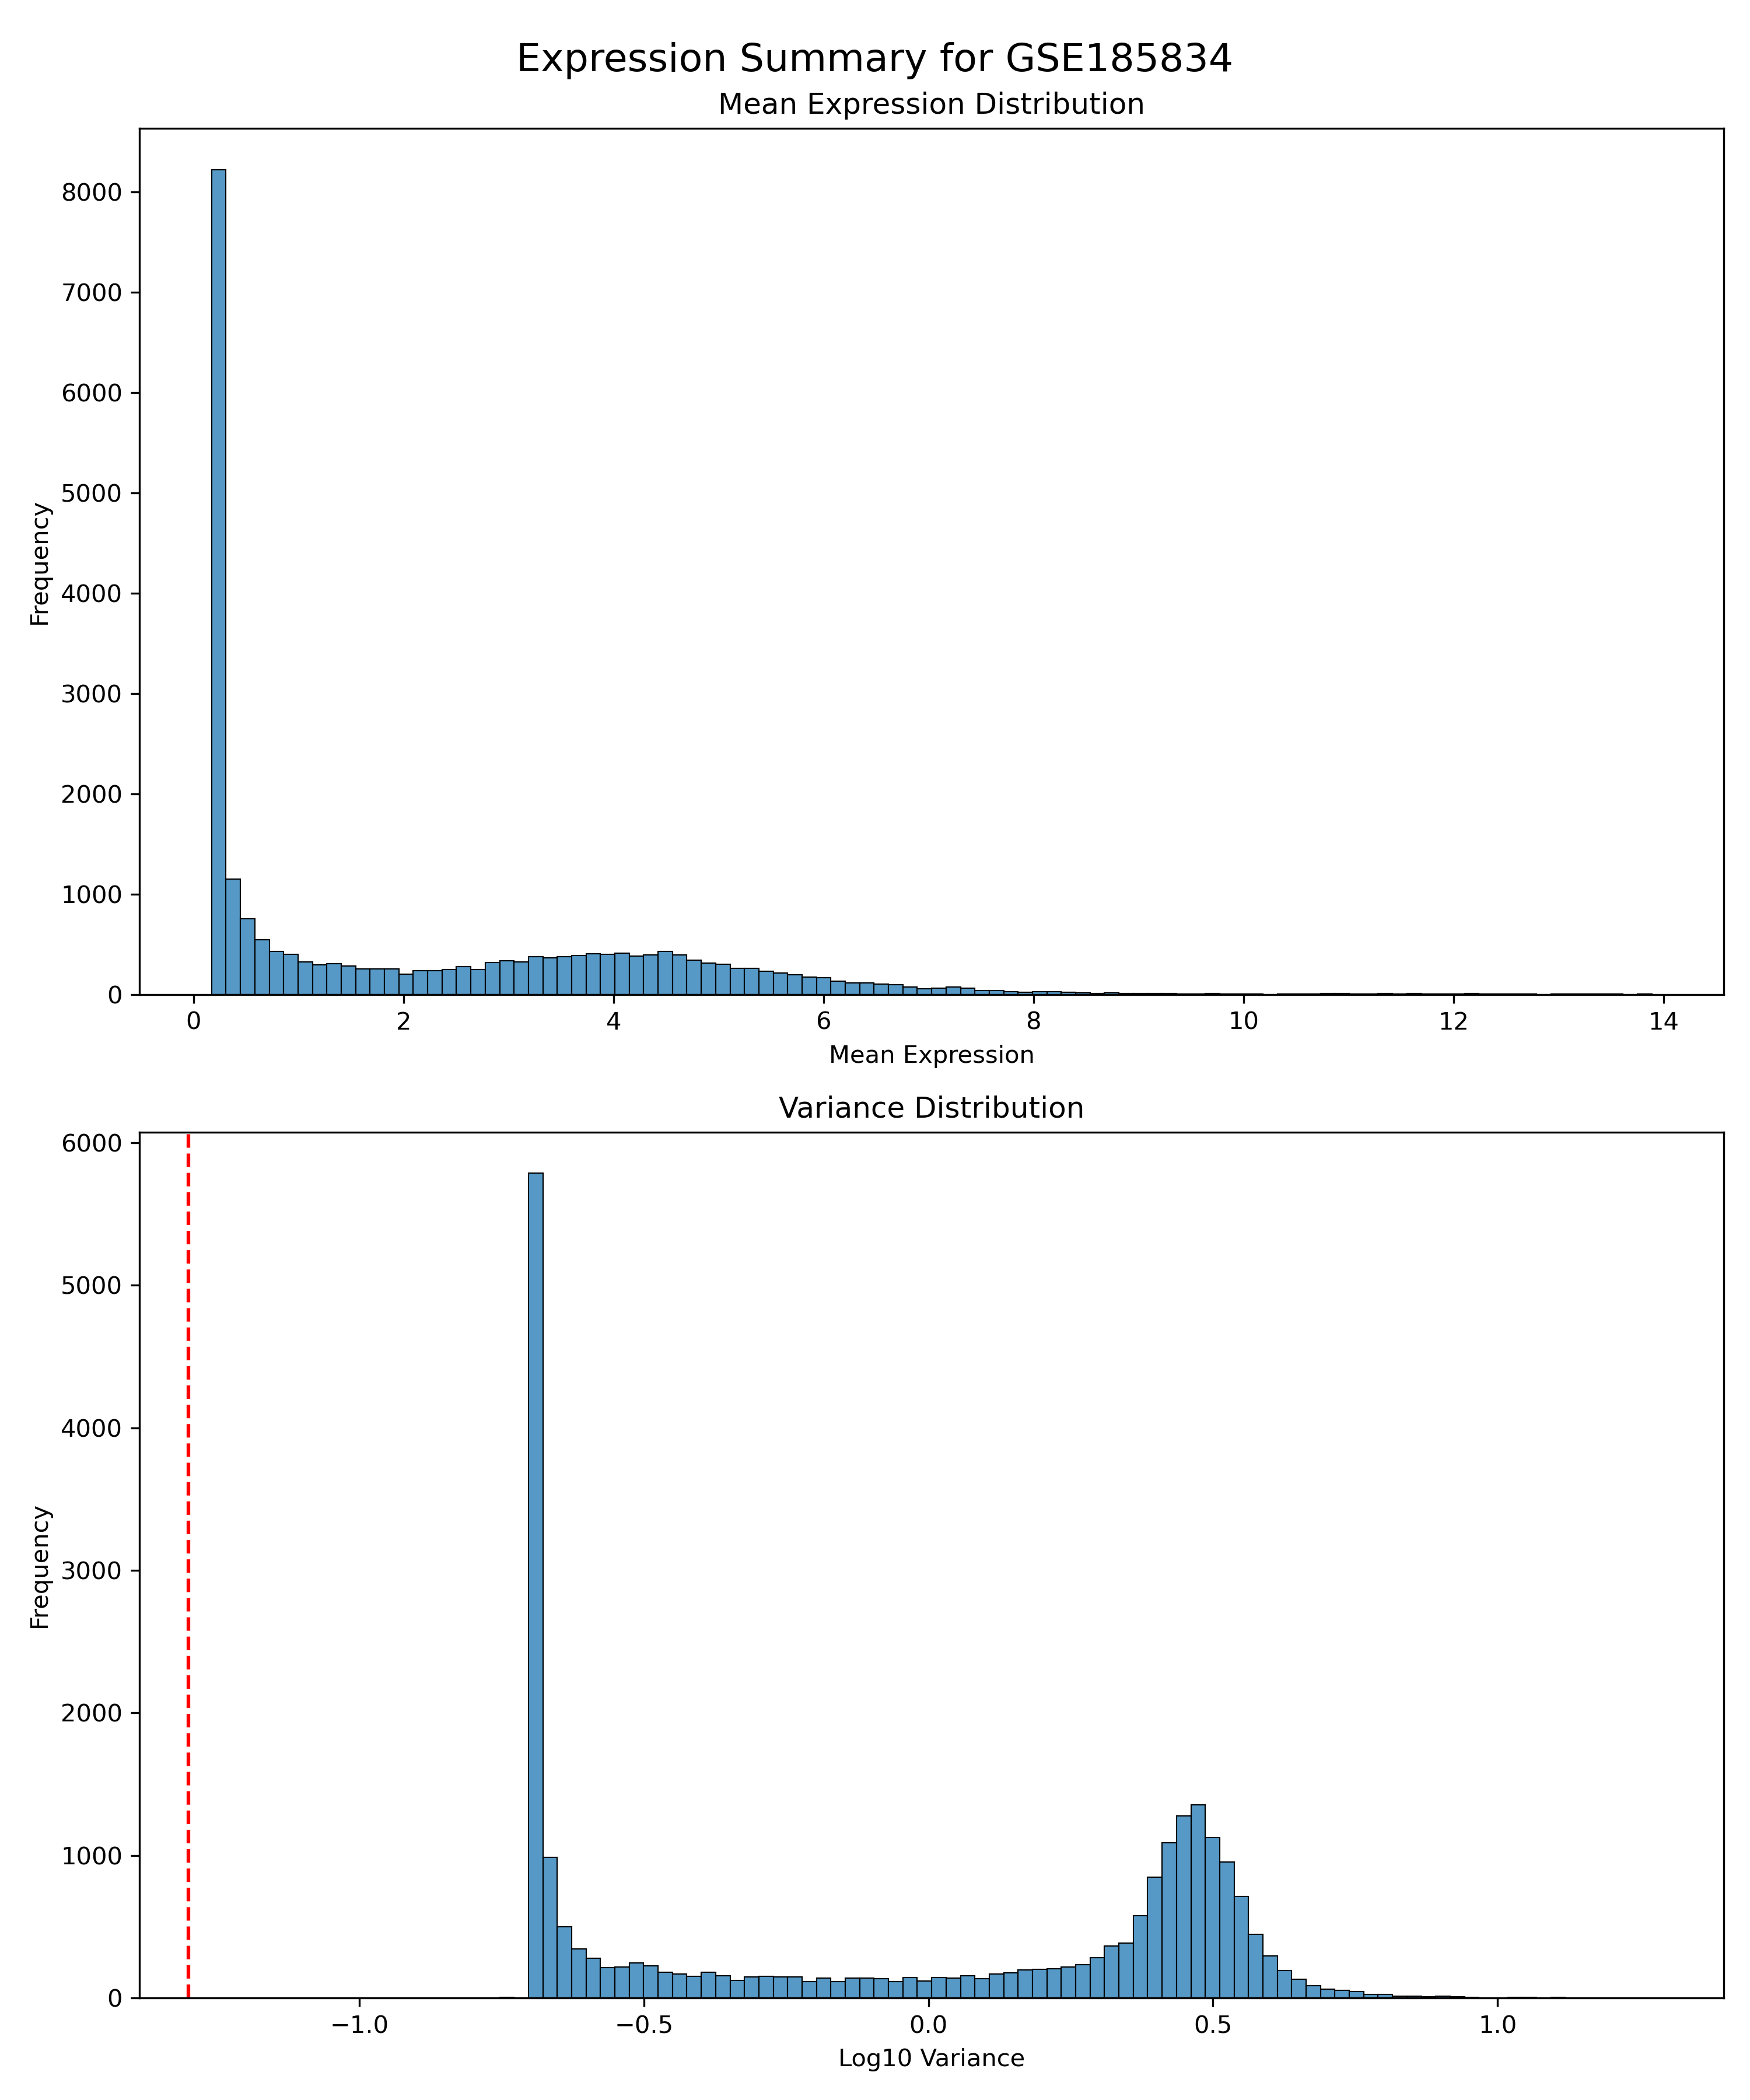 Expression Summary for GSE185834
Mean Expression Distribution
8000
7000
6000
5000
4000
3000
2000
1000
0
Frequency
0 2 4 6 8 10 12 14
Mean Expression
Variance Distribution
6000
5000
4000
3000
2000
1000
0
Frequency
−1.0 −0.5 0.0 0.5 1.0
Log10 Variance